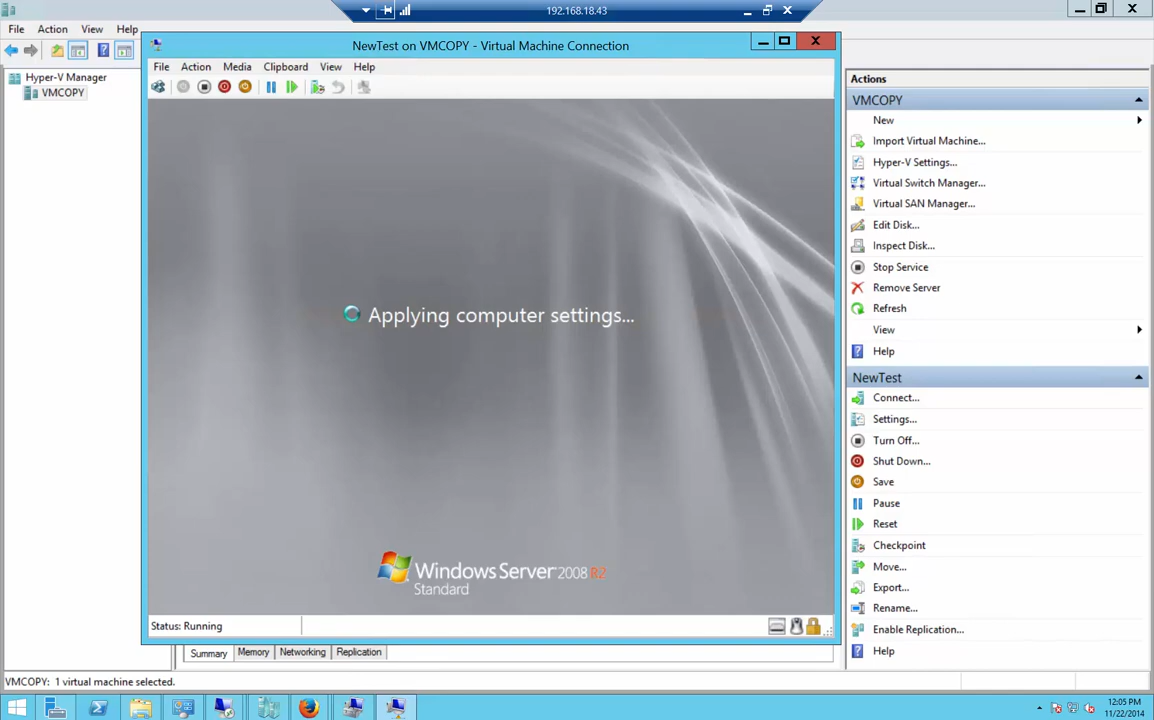 192.168.18.43
File Action View Help
NewTest on VMCOPY - Virtual Machine Connection
File Action Media Clipboard View Help
Hyper-V Manager
VMCOPY
Applying computer settings...
Windows Server 2008 R2
Standard
Status: Running
Summary Memory Networking Replication
Actions
VMCOPY
New
Import Virtual Machine...
Hyper-V Settings...
Virtual Switch Manager...
Virtual SAN Manager...
Edit Disk...
Inspect Disk...
Stop Service
Remove Server
Refresh
View
Help
NewTest
Connect...
Settings...
Turn Off...
Shut Down...
Save
Pause
Reset
Checkpoint
Move...
Export...
Rename...
Enable Replication...
Help
VMCOPY: 1 virtual machine selected.
12:05 PM
11/22/2014